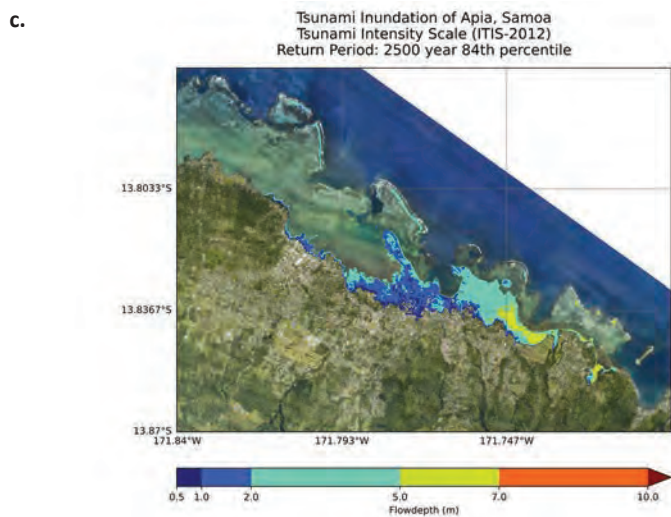 c.
Tsunami Inundation of Apia, Samoa
Tsunami Intensity Scale (ITIS-2012)
Return Period: 2500 year 84th percentile
13.8033°S
13.8367°S
13.87°S
171.84°W 171.793°W 171.747°W
0.5 1.0 2.0 5.0 7.0 10.0
Flowdepth (m)